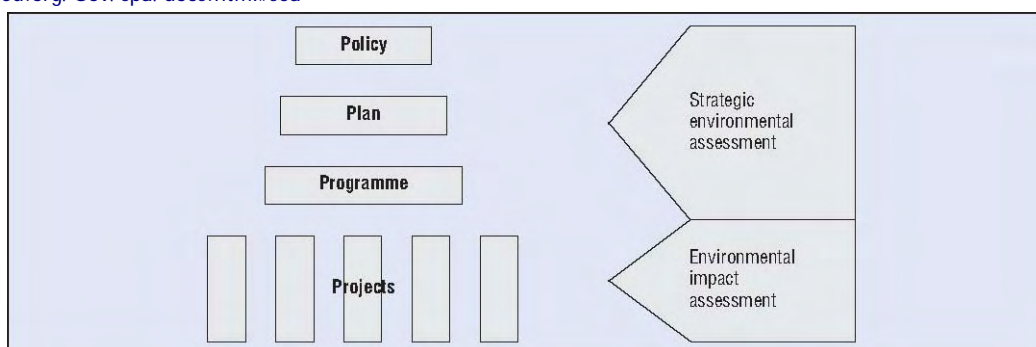 Policy
Plan
Programme
Projects
Strategic
environmental
assessment
Environmental
impact
assessment